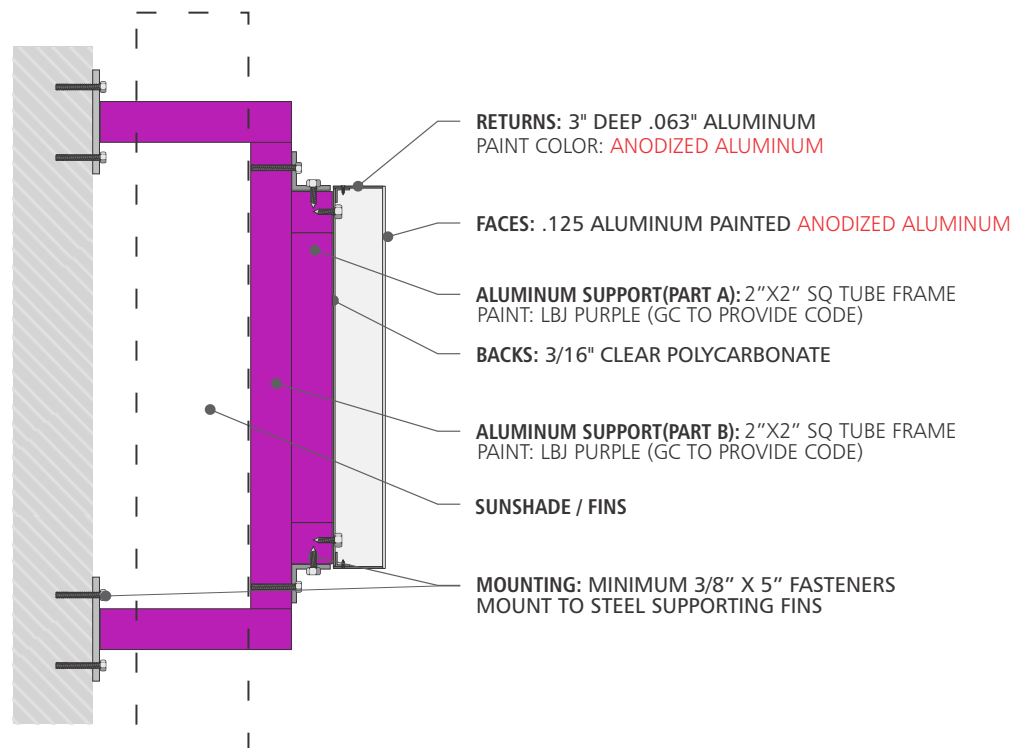 RETURNS: 3" DEEP .063" ALUMINUM
PAINT COLOR: ANODIZED ALUMINUM
FACES: .125 ALUMINUM PAINTED ANODIZED ALUMINUM
ALUMINUM SUPPORT(PART A): 2”X2” SQ TUBE FRAME
PAINT: LBJ PURPLE (GC TO PROVIDE CODE)
BACKS: 3/16" CLEAR POLYCARBONATE
ALUMINUM SUPPORT(PART B): 2”X2” SQ TUBE FRAME
PAINT: LBJ PURPLE (GC TO PROVIDE CODE)
SUNSHADE / FINS
MOUNTING: MINIMUM 3/8” X 5” FASTENERS
MOUNT TO STEEL SUPPORTING FINS